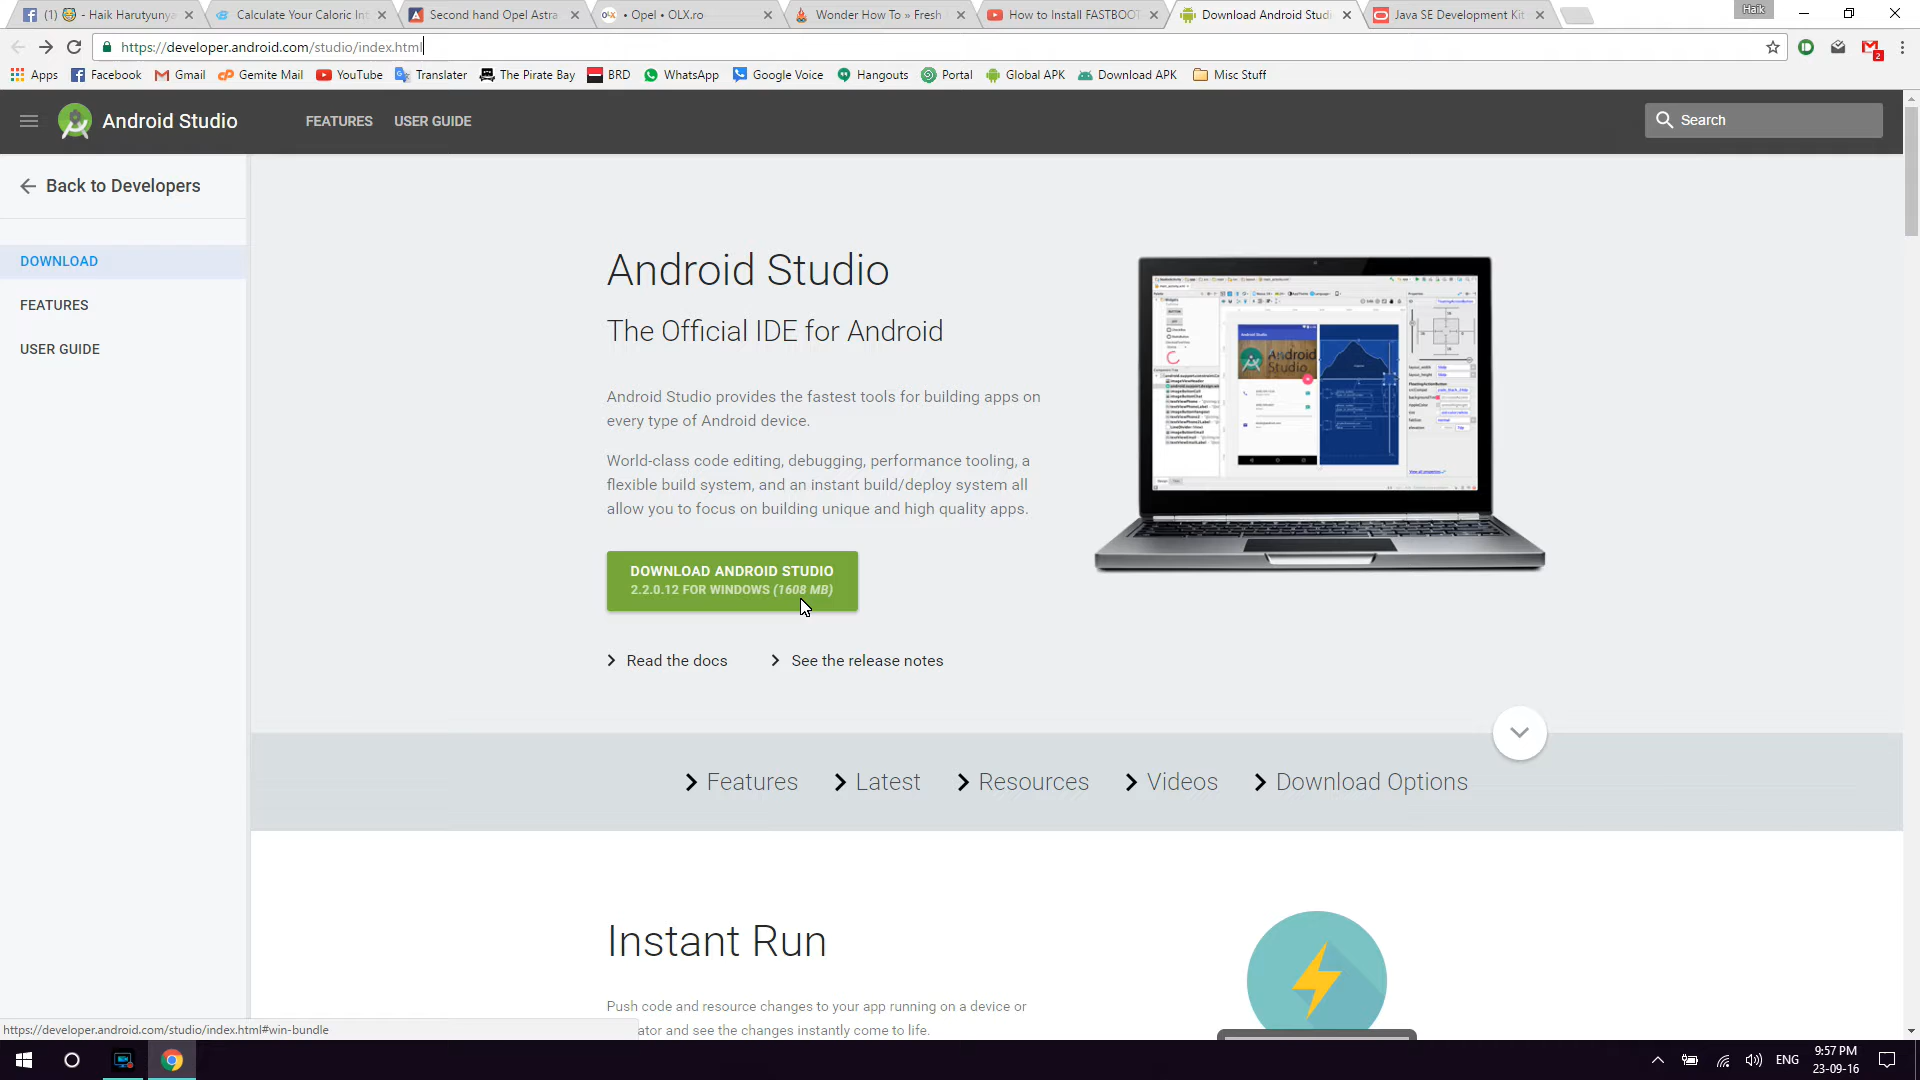 (1) - Haik Harutyunya
Calculate Your Caloric Int
Second hand Opel Astra
• Opel • OLX.ro
Wonder How To » Fresh
How to Install FASTBOOT
Download Android Studi
Java SE Development Kit
Haik
https://developer.android.com/studio/index.html
2
Apps
Facebook
Gmail
Gemite Mail
YouTube
Translater
The Pirate Bay
BRD
WhatsApp
Google Voice
Hangouts
Portal
Global APK
Download APK
Misc Stuff
Android Studio
FEATURES
USER GUIDE
Search
Back to Developers
DOWNLOAD
FEATURES
USER GUIDE
Android Studio
The Official IDE for Android
Android Studio provides the fastest tools for building apps on
every type of Android device.
World-class code editing, debugging, performance tooling, a
flexible build system, and an instant build/deploy system all
allow you to focus on building unique and high quality apps.
DOWNLOAD ANDROID STUDIO
2.2.0.12 FOR WINDOWS (1608 MB)
Read the docs
See the release notes
Android
Studio
Features
Latest
Resources
Videos
Download Options
Instant Run
Push code and resource changes to your app running on a device or
ator and see the changes instantly come to life.
https://developer.android.com/studio/index.html#win-bundle
ENG
9:57 PM
23-09-16